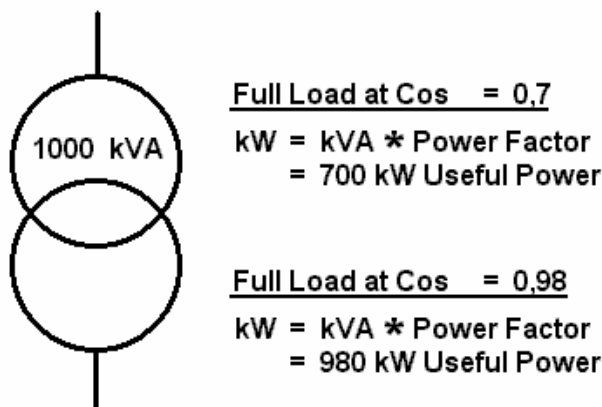 1000 kVA
Full Load at Cos = 0,7
kW = kVA * Power Factor
= 700 kW Useful Power
Full Load at Cos = 0,98
kW = kVA * Power Factor
= 980 kW Useful Power